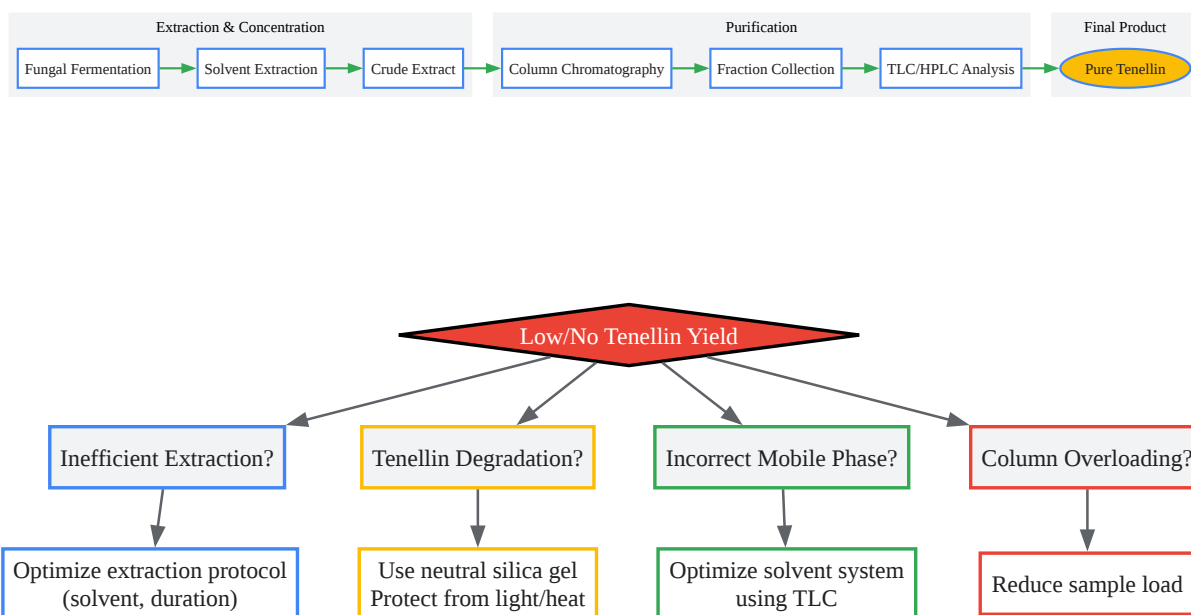 Extraction & Concentration
Purification
Final Product
Fungal Fermentation
Solvent Extraction
Crude Extract
Column Chromatography
Fraction Collection
TLC/HPLC Analysis
Pure Tenellin
Low/No Tenellin Yield
Inefficient Extraction?
Tenellin Degradation?
Incorrect Mobile Phase?
Column Overloading?
Optimize extraction protocol
(solvent, duration)
Use neutral silica gel
Protect from light/heat
Optimize solvent system
using TLC
Reduce sample load